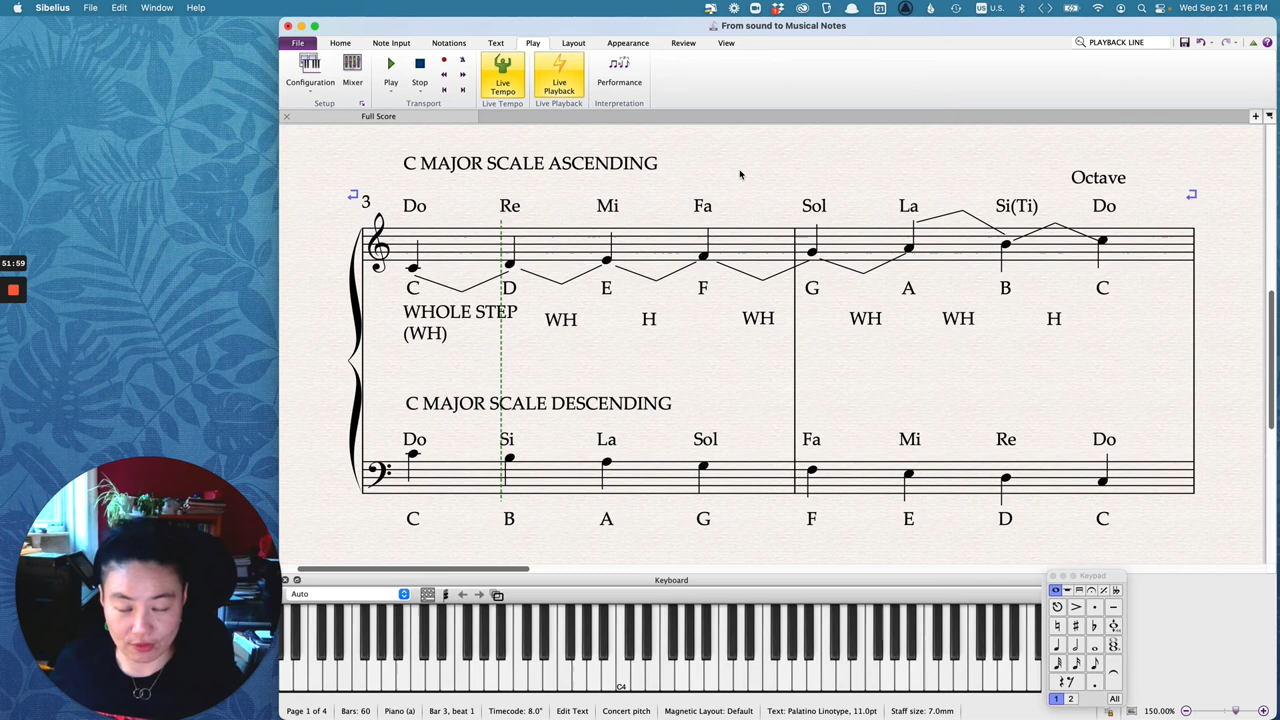 Sibelius File Edit Window Help
21 U.S. Wed Sep 21 4:16 PM
From sound to Musical Notes
File Home Note Input Notations Text Play Layout Appearance Review View PLAYBACK LINE
Configuration Mixer Play Stop Live Tempo Live Playback Performance
Setup Transport Live Tempo Live Playback Interpretation
Full Score
C MAJOR SCALE ASCENDING
Octave
3
Do Re Mi Fa Sol La Si(Ti) Do
51:59
C D E F G A B C
WHOLE STEP
(WH) WH H WH WH WH H
C MAJOR SCALE DESCENDING
Do Si La Sol Fa Mi Re Do
C B A G F E D C
Keyboard
Keypad
Auto
C4
1 2 All
Page 1 of 4 Bars: 60 Piano (a) Bar 3, beat 1 Timecode: 8.0" Edit Text Concert pitch Magnetic Layout: Default Text: Palatino Linotype, 11.0pt Staff size: 7.0mm 150.00%